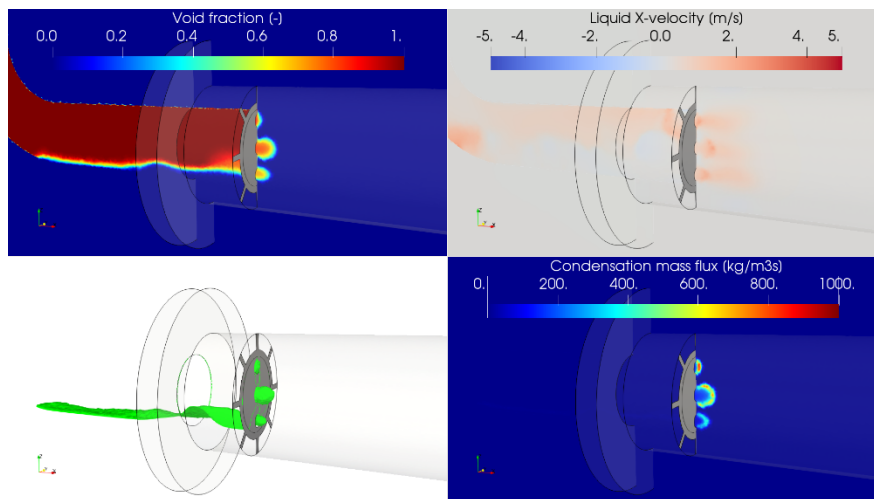 Void fraction (-)
0.0 0.2 0.4 0.6 0.8 1.
Liquid X-velocity (m/s)
-5. -4. -2. 0.0 2. 4. 5.
Condensation mass flux (kg/m3s)
0. 200. 400. 600. 800. 1000.